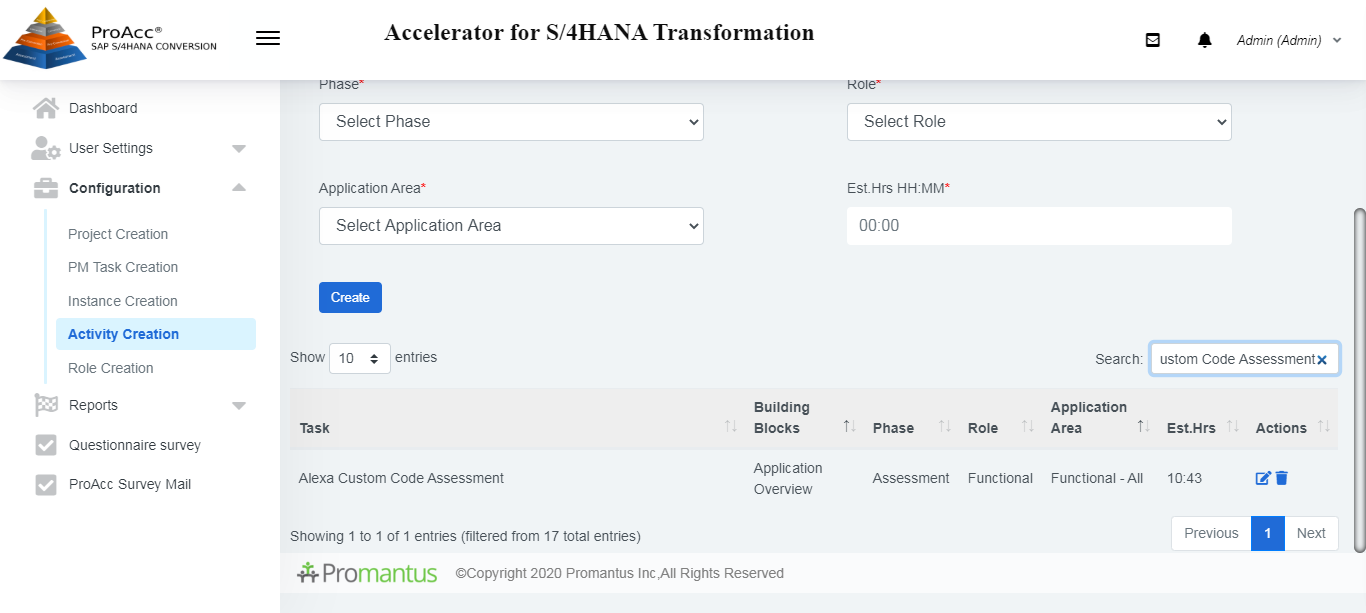 ProAcc®
SAP S/4HANA CONVERSION
Accelerator for S/4HANA Transformation
Admin (Admin)
Dashboard
User Settings
Configuration
Project Creation
PM Task Creation
Instance Creation
Activity Creation
Role Creation
Reports
Questionnaire survey
ProAcc Survey Mail
Phase* Role*
Select Phase Select Role
Application Area* Est.Hrs HH:MM*
Select Application Area 00:00
Create
Show 10 entries Search: ustom Code Assessment
Task Building Blocks Phase Role Application Area Est.Hrs Actions
Alexa Custom Code Assessment Application Overview Assessment Functional Functional - All 10:43
Showing 1 to 1 of 1 entries (filtered from 17 total entries) Previous 1 Next
Promantus ©Copyright 2020 Promantus Inc,All Rights Reserved